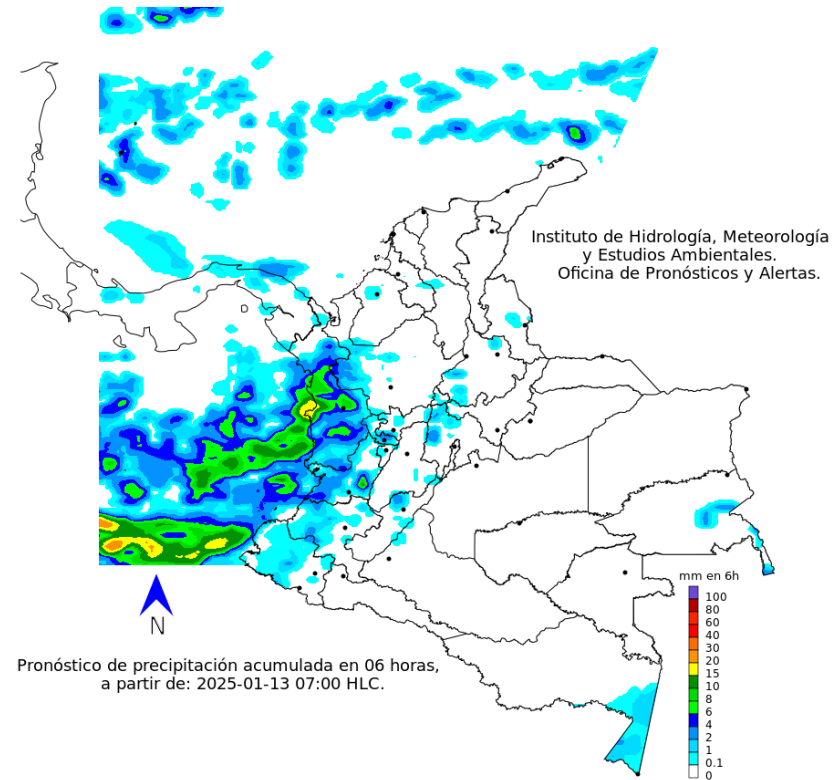 Instituto de Hidrología, Meteorología
y Estudios Ambientales.
Oficina de Pronósticos y Alertas.
mm en 6h
100
80
60
40
30
20
15
10
8
6
4
2
1
0.1
0
N
Pronóstico de precipitación acumulada en 06 horas,
a partir de: 2025-01-13 07:00 HLC.